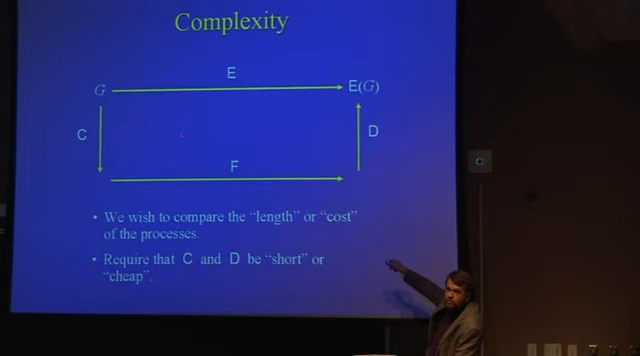 Complexity
E
G E(G)
C D
F
• We wish to compare the "length" or "cost"
of the processes.
• Require that C and D be "short" or
"cheap".